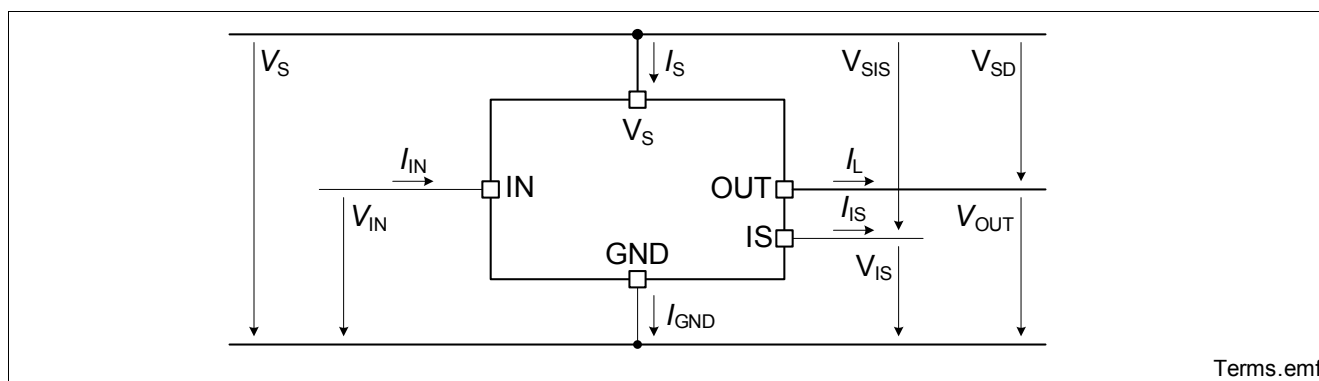 V_S
I_S
V_SIS
V_SD
V_S
I_IN
IN
OUT
I_L
V_IN
I_IS
IS
V_OUT
GND
V_IS
I_GND
Terms.emf